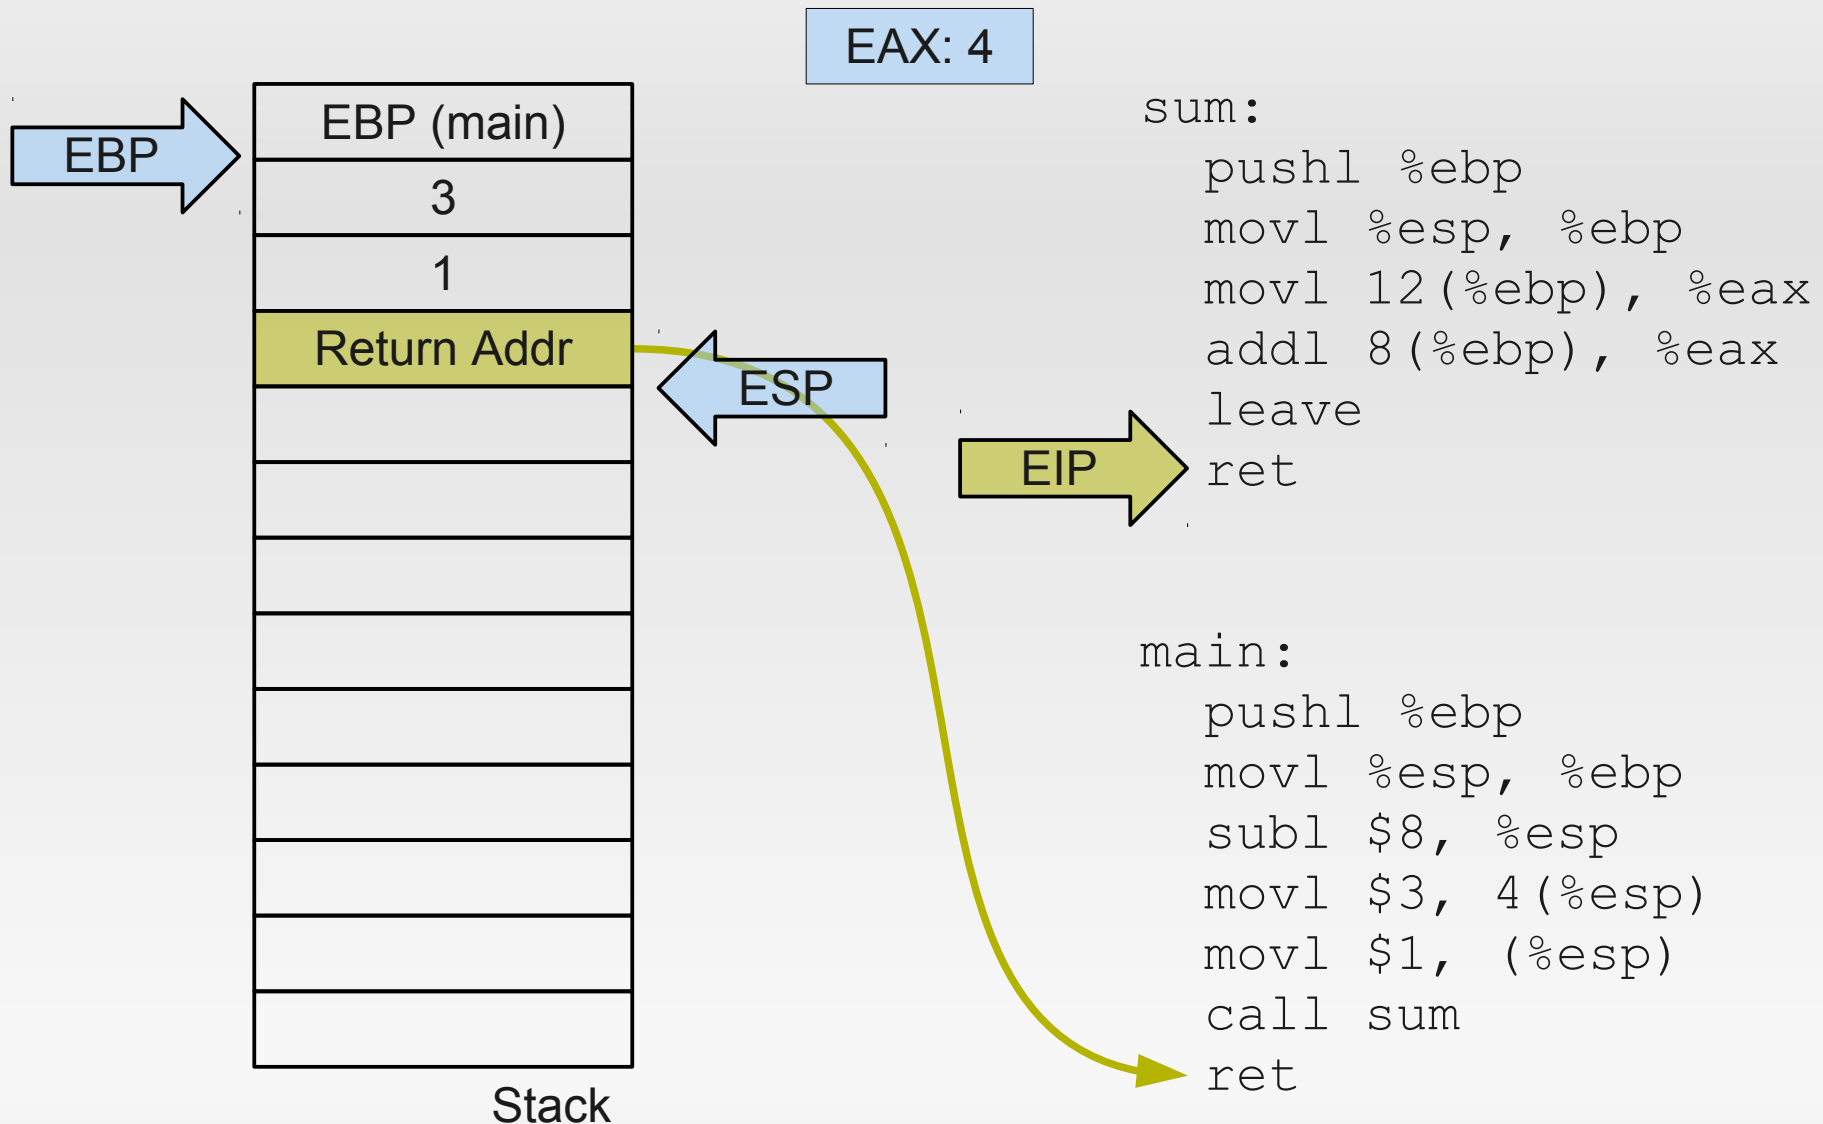 EAX: 4
EBP
EBP (main)
3
1
Return Addr
ESP
EIP
Stack
sum:
pushl %ebp
movl %esp, %ebp
movl 12(%ebp), %eax
addl 8(%ebp), %eax
leave
ret
main:
pushl %ebp
movl %esp, %ebp
subl $8, %esp
movl $3, 4(%esp)
movl $1, (%esp)
call sum
ret